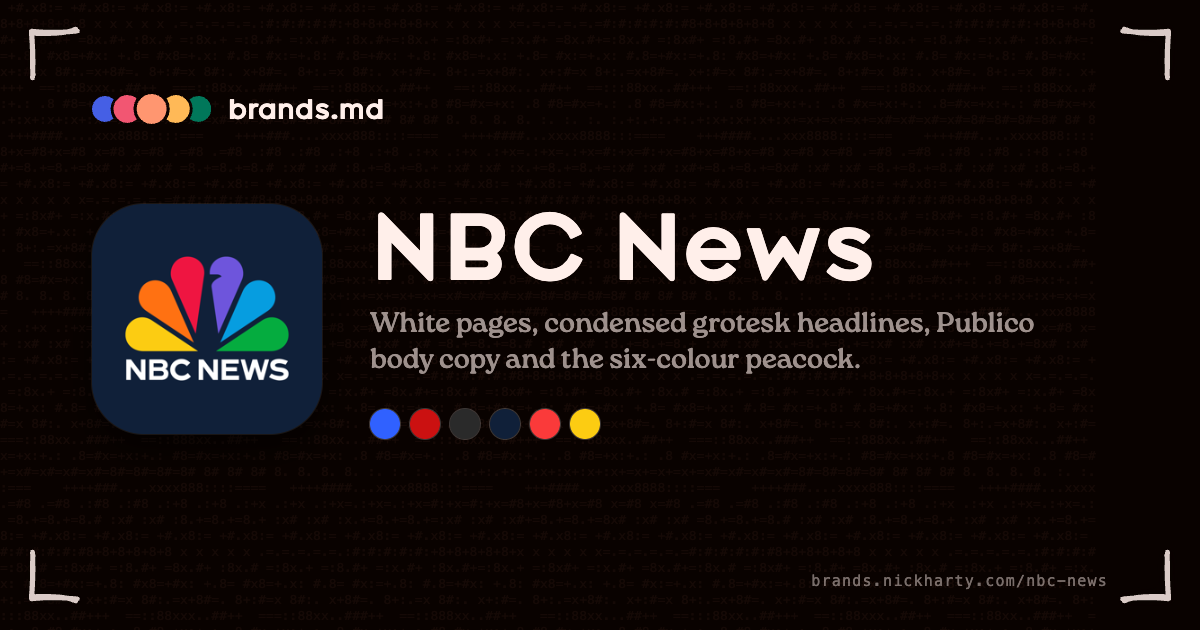 brands.md
NBC NEWS
NBC News
White pages, condensed grotesk headlines, Publico
body copy and the six-colour peacock.
brands.nickharty.com/nbc-news